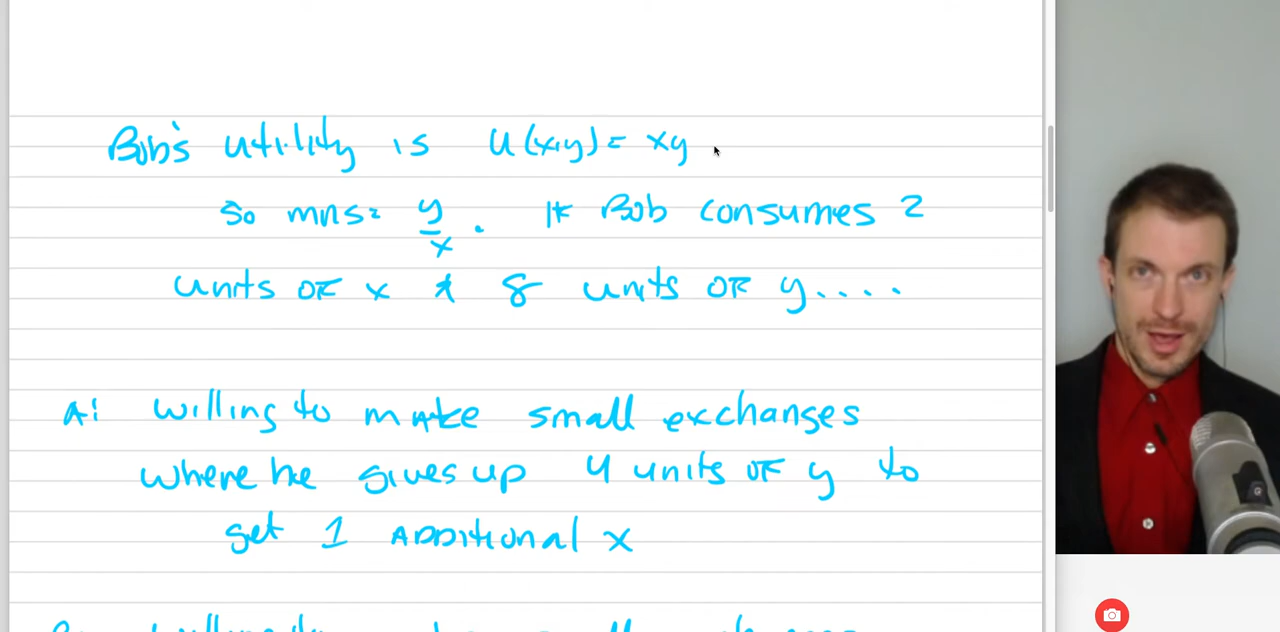 Bob's utility is U(x,y) = xy
so MRS = y/x. If Bob consumes 2
units of x & 8 units of y....
A: willing to make small exchanges
where he gives up 4 units of y to
get 1 additional x